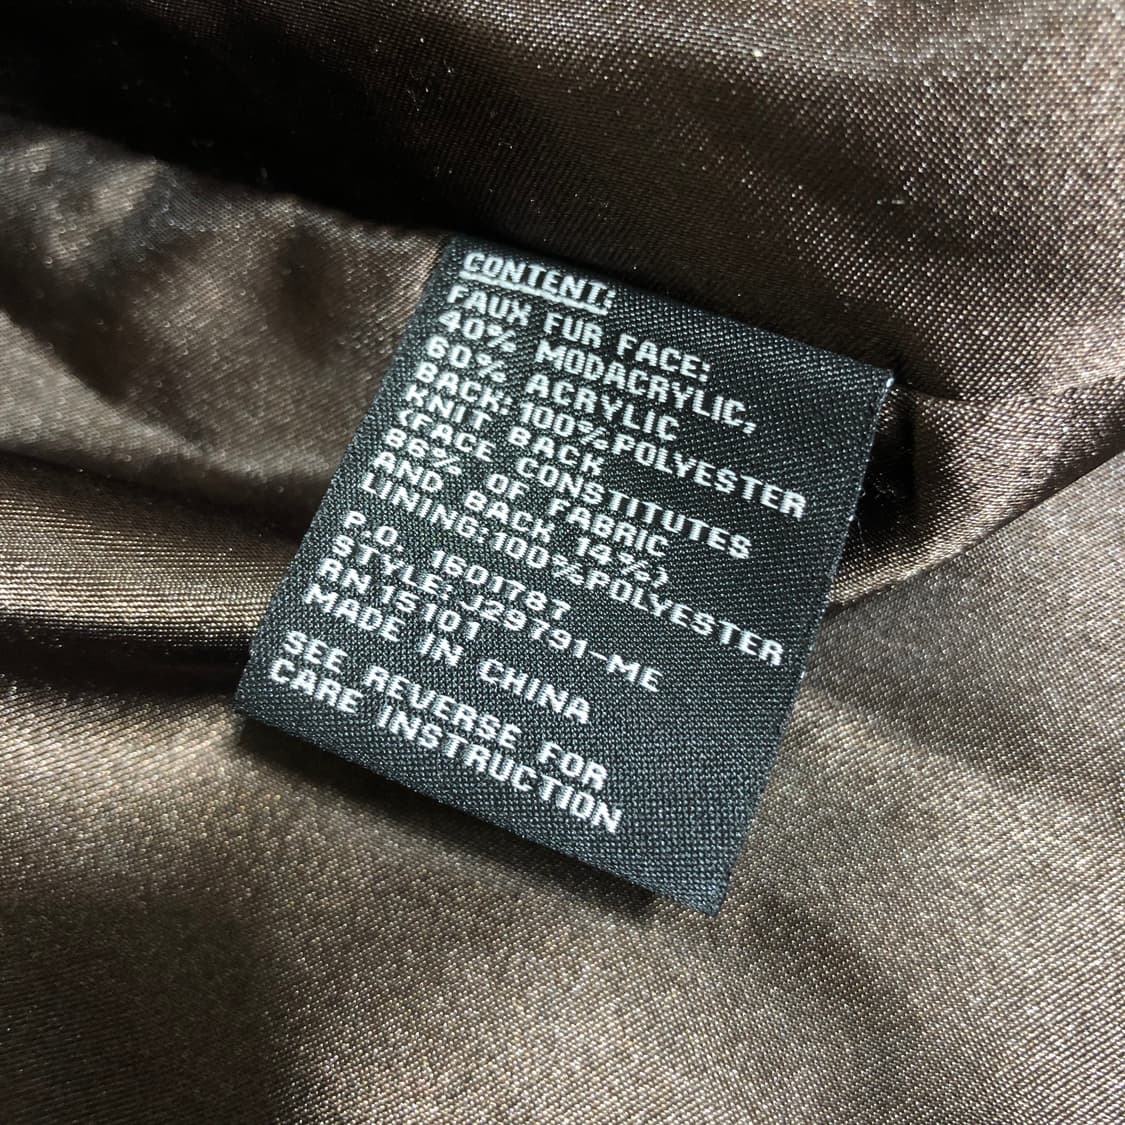 CONTENT:
FAUX FUR FACE:
40% MODACRYLIC,
60% ACRYLIC
BACK:100%POLYESTER
KNIT BACK
(FACE CONSTITUTES
86% OF FABRIC
AND BACK 14%)
LINING:100%POLYESTER
P.O. 1601787
STYLE:J29791-ME
AN 15101
MADE IN CHINA
SEE REVERSE FOR
CARE INSTRUCTION